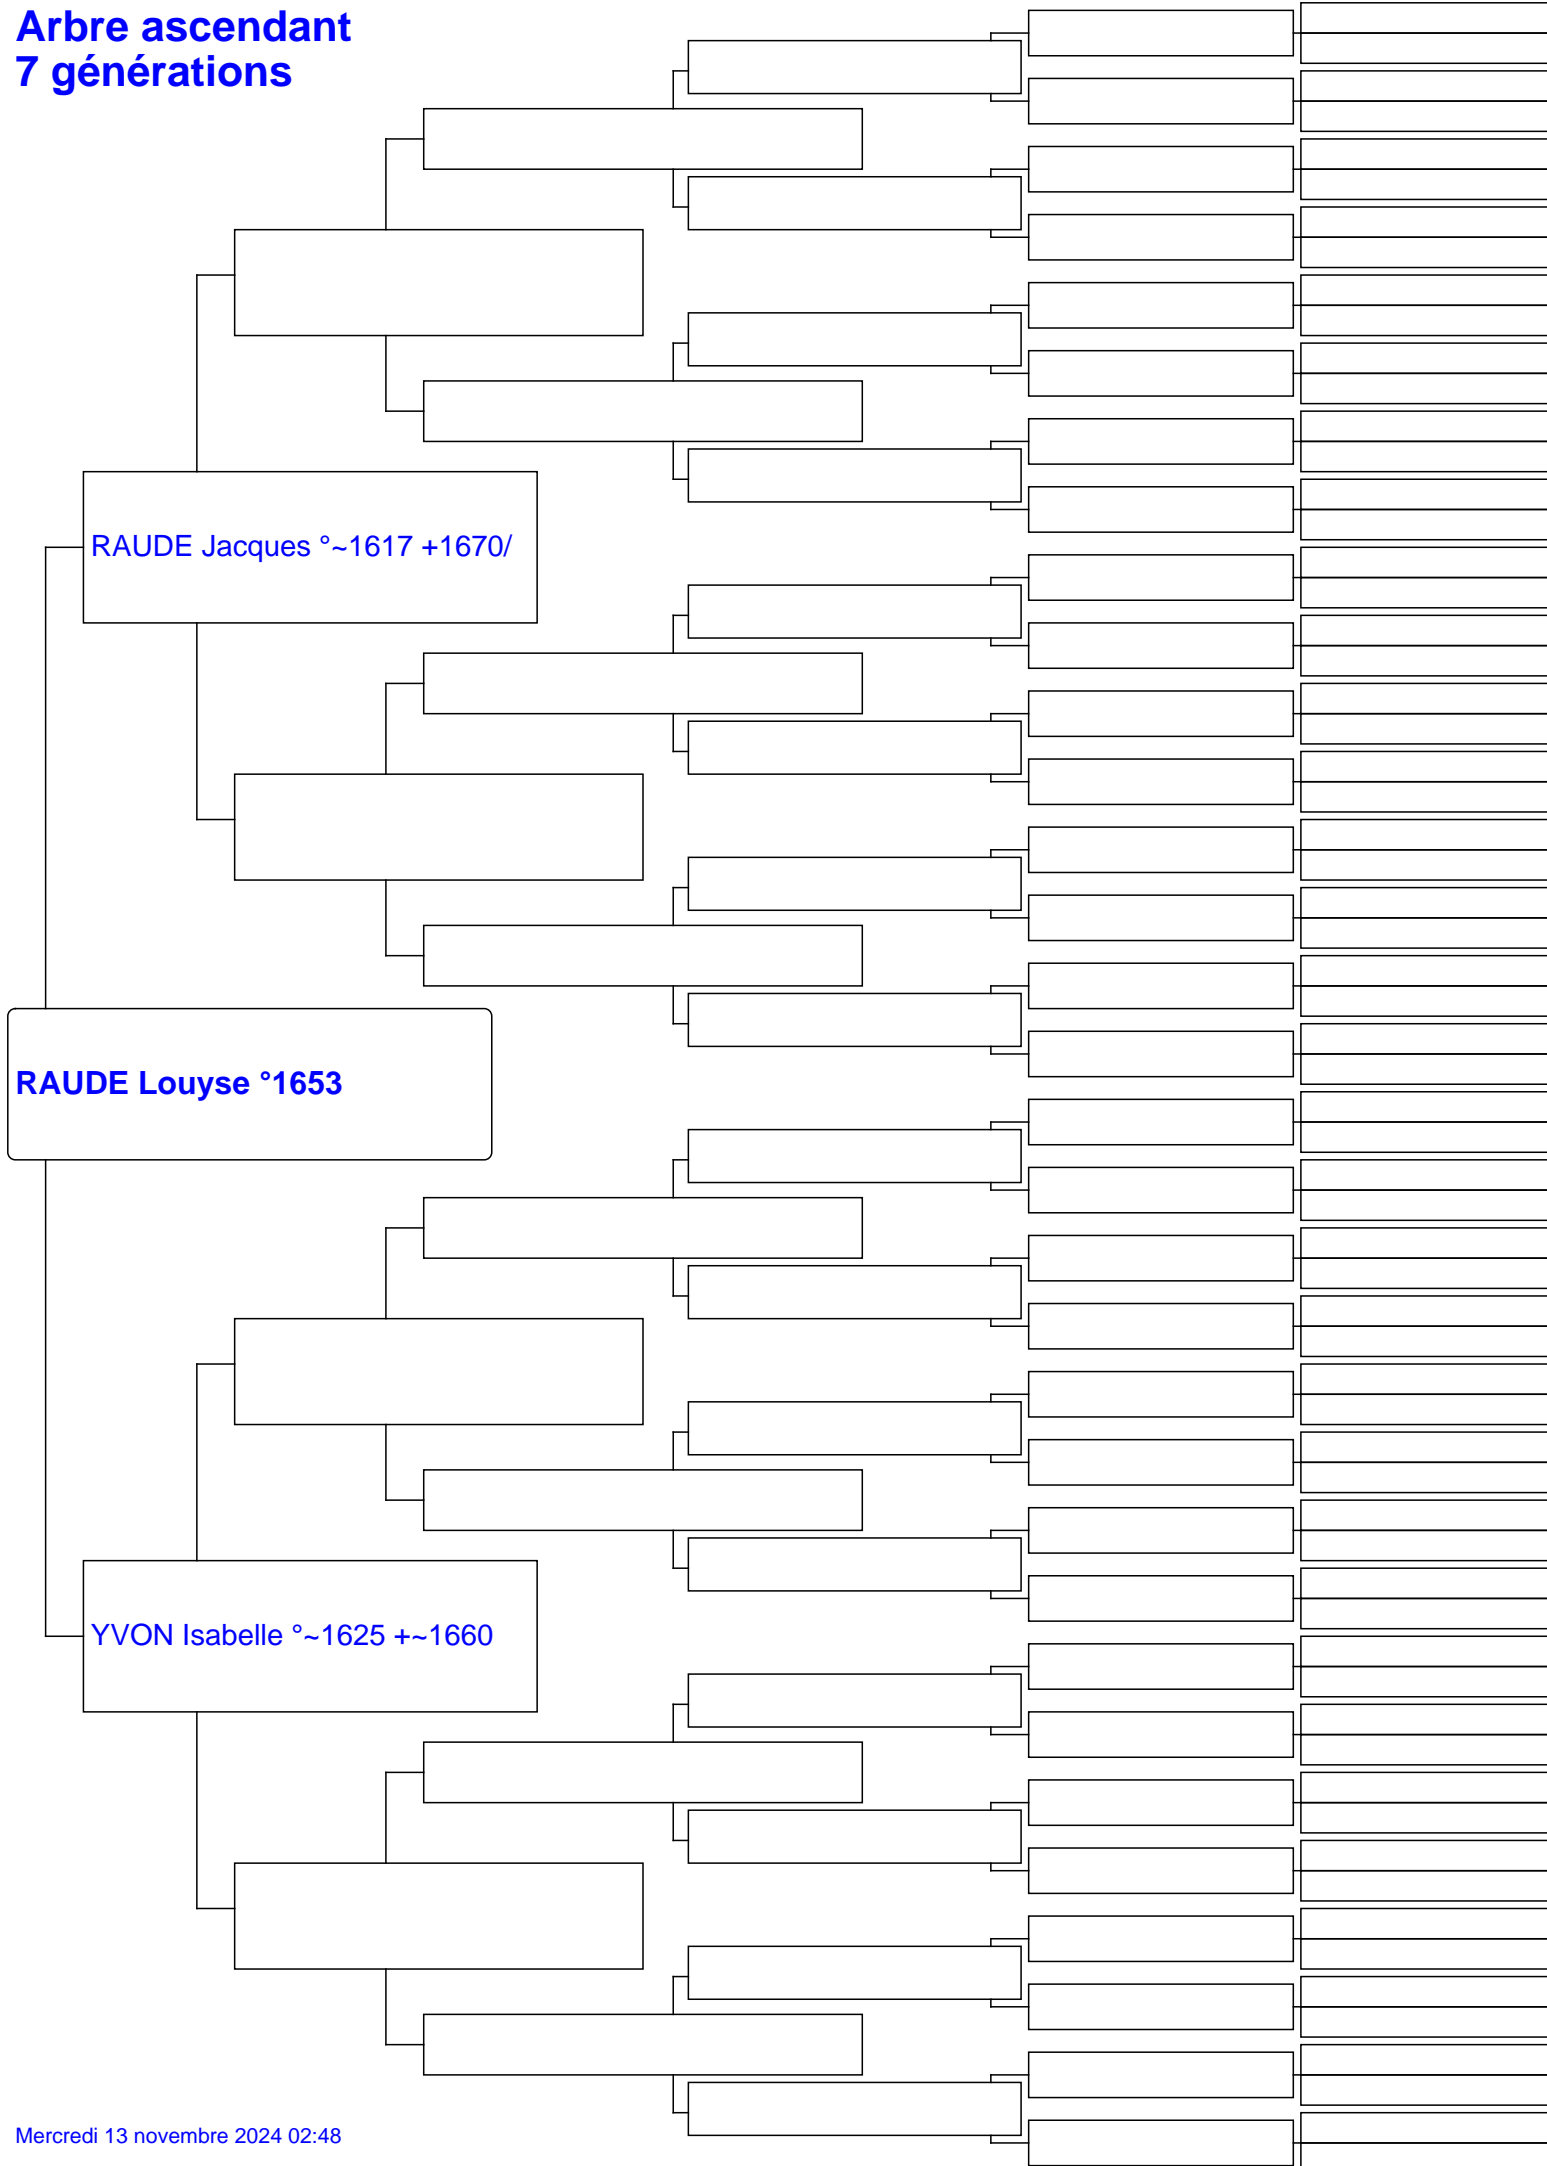 Arbre ascendant
7 générations
RAUDE Jacques °~1617 +1670/
RAUDE Louyse °1653
YVON Isabelle °~1625 +~1660
Mercredi 13 novembre 2024 02:48